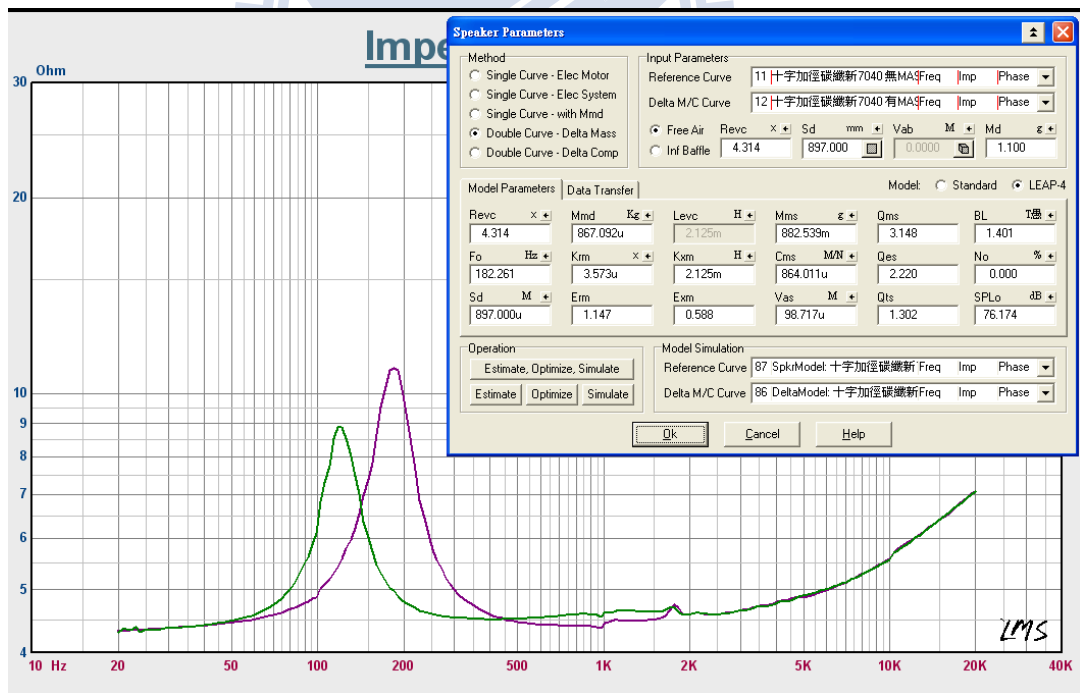 Impe
30 Ohm
20
10
9
8
7
6
5
4
10 Hz 20 50 100 200 500 1K 2K 5K 10K 20K 40K
LMS
Speaker Parameters
Method
Single Curve - Elec Motor
Single Curve - Elec System
Single Curve - with Mmd
Double Curve - Delta Mass
Double Curve - Delta Comp
Input Parameters
Reference Curve 11 十字加徑碳纖新7040 無MAS Freq Imp Phase
Delta M/C Curve 12 十字加徑碳纖新7040 有MAS Freq Imp Phase
Free Air Revc x Sd mm Vab M Md g
Inf Baffle 4.314 897.000 0.0000 1.100
Model Parameters Data Transfer Model: Standard LEAP-4
Revc x Mmd Kg Levc H Mms g Qms BL
4.314 867.092u 2.125m 882.539m 3.148 1.401
Fo Hz Krm x Kxm H Cms M/N Qes No %
182.261 3.573u 2.125m 864.011u 2.220 0.000
Sd M Erm Exm Vas M Qts SPLo dB
897.000u 1.147 0.588 98.717u 1.302 76.174
Operation
Estimate, Optimize, Simulate
Estimate Optimize Simulate
Model Simulation
Reference Curve 87 SpkrModel: 十字加徑碳纖新 Freq Imp Phase
Delta M/C Curve 86 DeltaModel: 十字加徑碳纖新 Freq Imp Phase
Ok Cancel Help